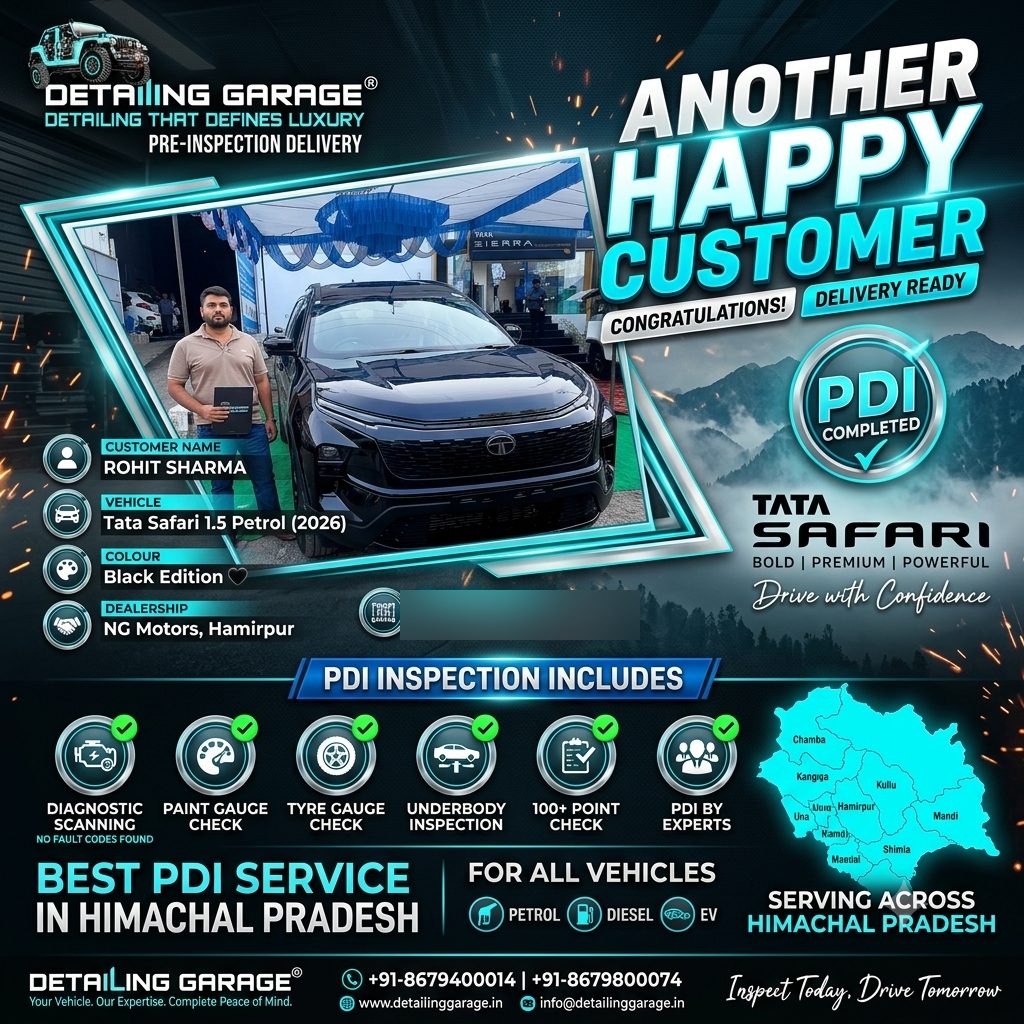 DETAILING GARAGE®
DETAILING THAT DEFINES LUXURY
PRE-INSPECTION DELIVERY
ANOTHER
HAPPY
CUSTOMER
CONGRATULATIONS!
DELIVERY READY
TATA
SIERRA
PDI
COMPLETED
CUSTOMER NAME
ROHIT SHARMA
VEHICLE
Tata Safari 1.5 Petrol (2026)
COLOUR
Black Edition 🖤
DEALERSHIP
NG Motors, Hamirpur
TATA
SAFARI
BOLD | PREMIUM | POWERFUL
Drive with Confidence
PDI INSPECTION INCLUDES
DIAGNOSTIC
SCANNING
NO FAULT CODES FOUND
PAINT GAUGE
CHECK
TYRE GAUGE
CHECK
UNDERBODY
INSPECTION
100+ POINT
CHECK
PDI BY
EXPERTS
Chamba
Kangiga
Kullu
Hamirpur
Una
Mandi
Shimla
BEST PDI SERVICE
IN HIMACHAL PRADESH
FOR ALL VEHICLES
PETROL
DIESEL
EV
SERVING ACROSS
HIMACHAL PRADESH
DETAILING GARAGE®
Your Vehicle. Our Expertise. Complete Peace of Mind.
+91-8679400014 | +91-8679800074
www.detailinggarage.in
info@detailinggarage.in
Inspect Today, Drive Tomorrow